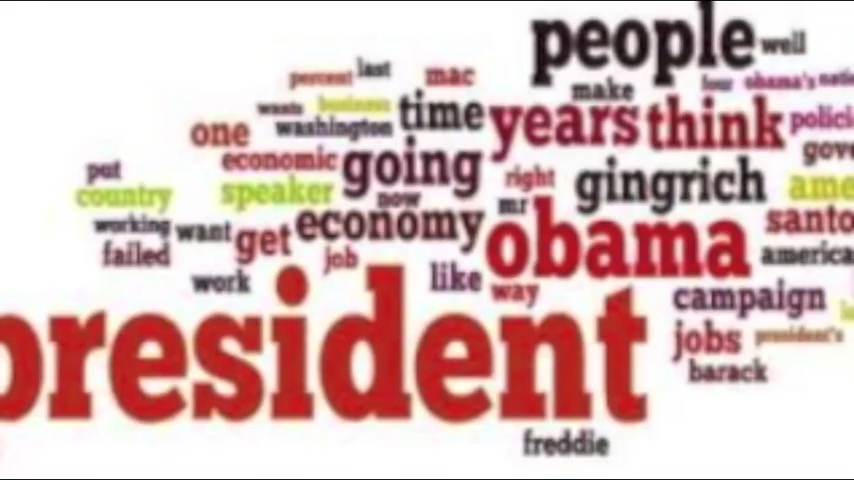 people well
percent last mac
four obama's
wants business make
time years think
one washington
economic going
put right gingrich
country speaker now mr
working want get economy obama
failed job
work like way campaign
president
jobs president's
barack
freddie